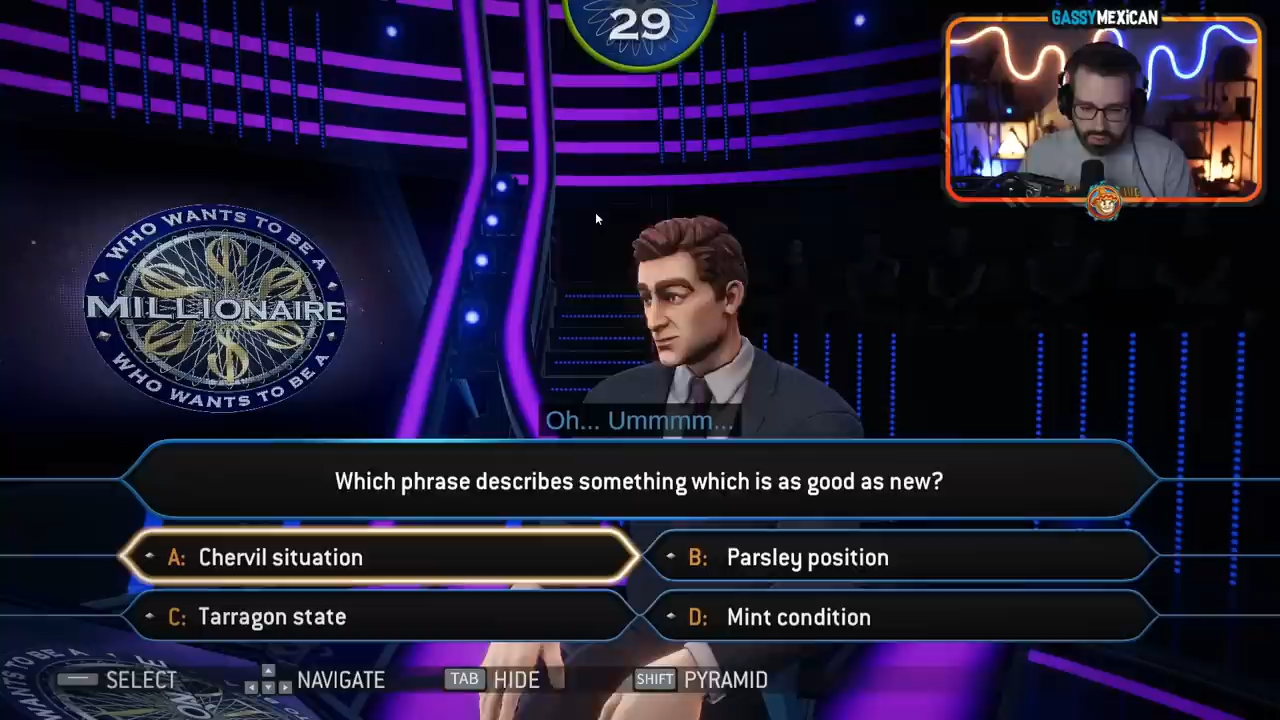 29
GASSYMEXICAN
WHO WANTS TO BE A
MILLIONAIRE
WHO WANTS TO BE A
Oh... Ummmm...
Which phrase describes something which is as good as new?
A: Chervil situation
B: Parsley position
C: Tarragon state
D: Mint condition
SELECT
NAVIGATE
TAB HIDE
SHIFT PYRAMID